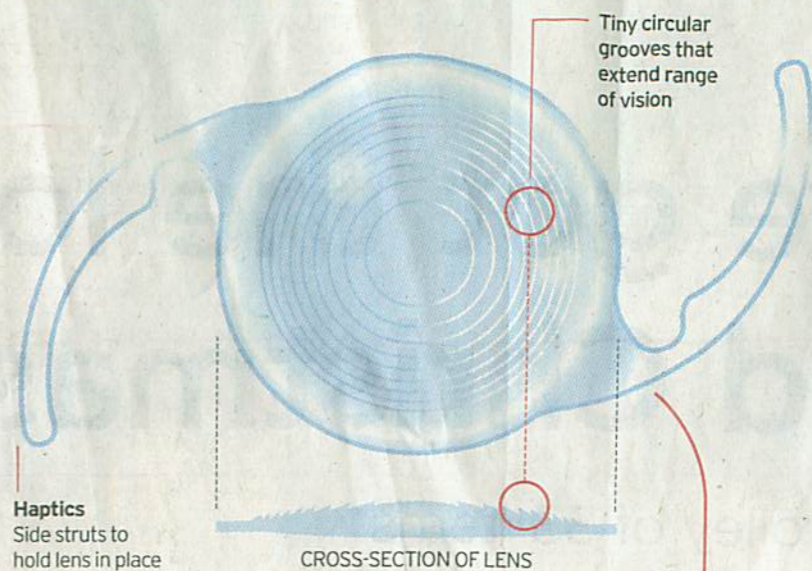 Tiny circular
grooves that
extend range
of vision
Haptics
Side struts to
hold lens in place
CROSS-SECTION OF LENS